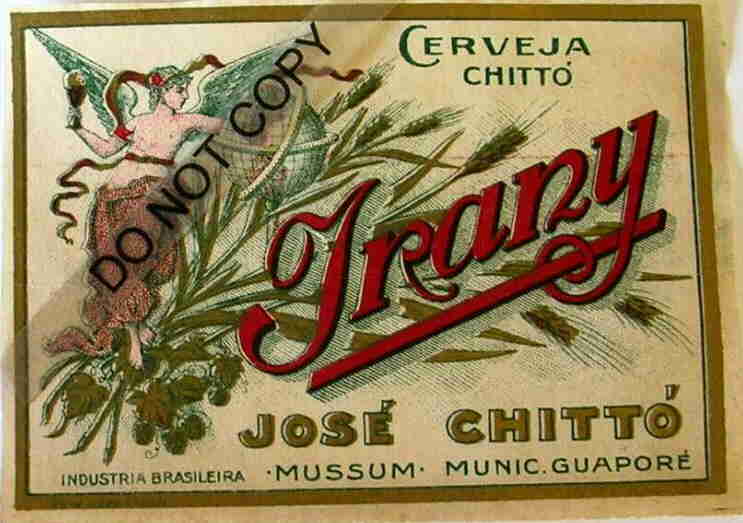 CERVEJA
CHITTÓ
DO NOT COPY
Irany
JOSÉ CHITTÓ
INDUSTRIA BRASILEIRA ·MUSSUM· MUNIC. GUAPORÉ